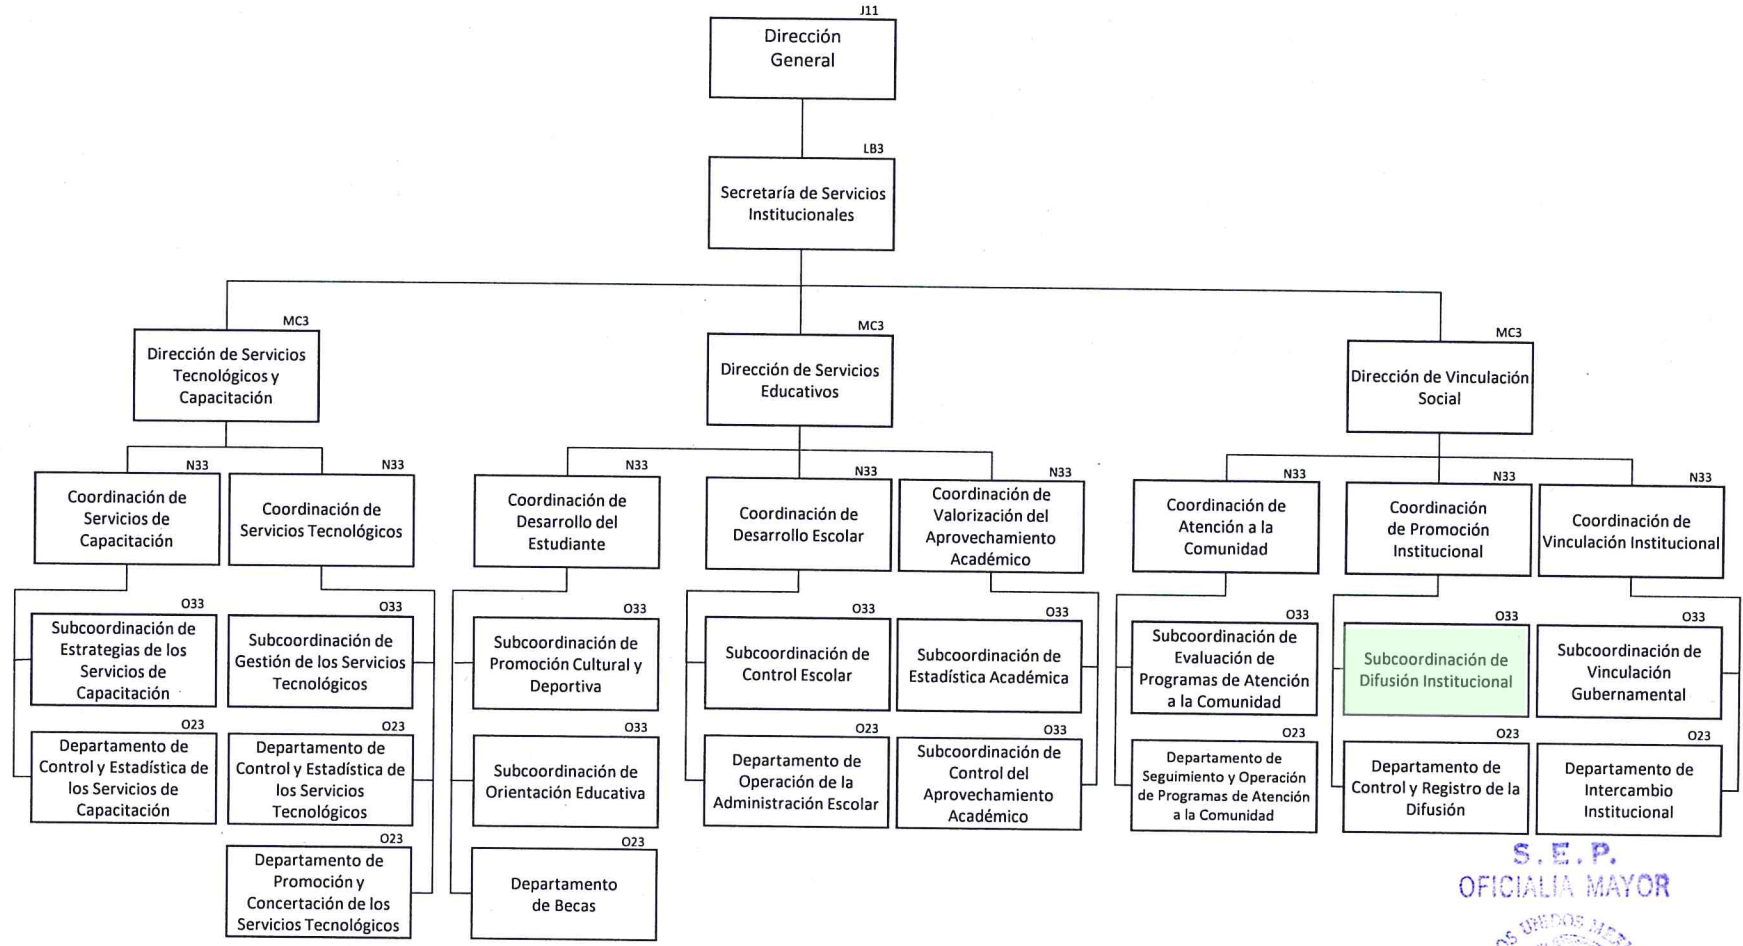 J11
Dirección
General
LB3
Secretaría de Servicios
Institucionales
MC3
Dirección de Servicios
Tecnológicos y
Capacitación
MC3
Dirección de Servicios
Educativos
MC3
Dirección de Vinculación
Social
N33
Coordinación de
Servicios de
Capacitación
N33
Coordinación de
Servicios Tecnológicos
N33
Coordinación de
Desarrollo del
Estudiante
N33
Coordinación de
Desarrollo Escolar
N33
Coordinación de
Valorización del
Aprovechamiento
Académico
N33
Coordinación de
Atención a la
Comunidad
N33
Coordinación
de Promoción
Institucional
N33
Coordinación de
Vinculación Institucional
O33
Subcoordinación de
Estrategias de los
Servicios de
Capacitación
O33
Subcoordinación de
Gestión de los Servicios
Tecnológicos
O33
Subcoordinación de
Promoción Cultural y
Deportiva
O33
Subcoordinación de
Control Escolar
O33
Subcoordinación de
Estadística Académica
O33
Subcoordinación de
Evaluación de
Programas de Atención
a la Comunidad
O33
Subcoordinación de
Difusión Institucional
O33
Subcoordinación de
Vinculación
Gubernamental
O23
Departamento de
Control y Estadística de
los Servicios de
Capacitación
O23
Departamento de
Control y Estadística de
los Servicios
Tecnológicos
O33
Subcoordinación de
Orientación Educativa
O23
Departamento de
Operación de la
Administración Escolar
O33
Subcoordinación de
Control del
Aprovechamiento
Académico
O23
Departamento de
Seguimiento y Operación
de Programas de Atención
a la Comunidad
O23
Departamento de
Control y Registro de la
Difusión
O23
Departamento de
Intercambio
Institucional
O23
Departamento de
Promoción y
Concertación de los
Servicios Tecnológicos
O23
Departamento
de Becas
S.E.P.
OFICIALIA MAYOR